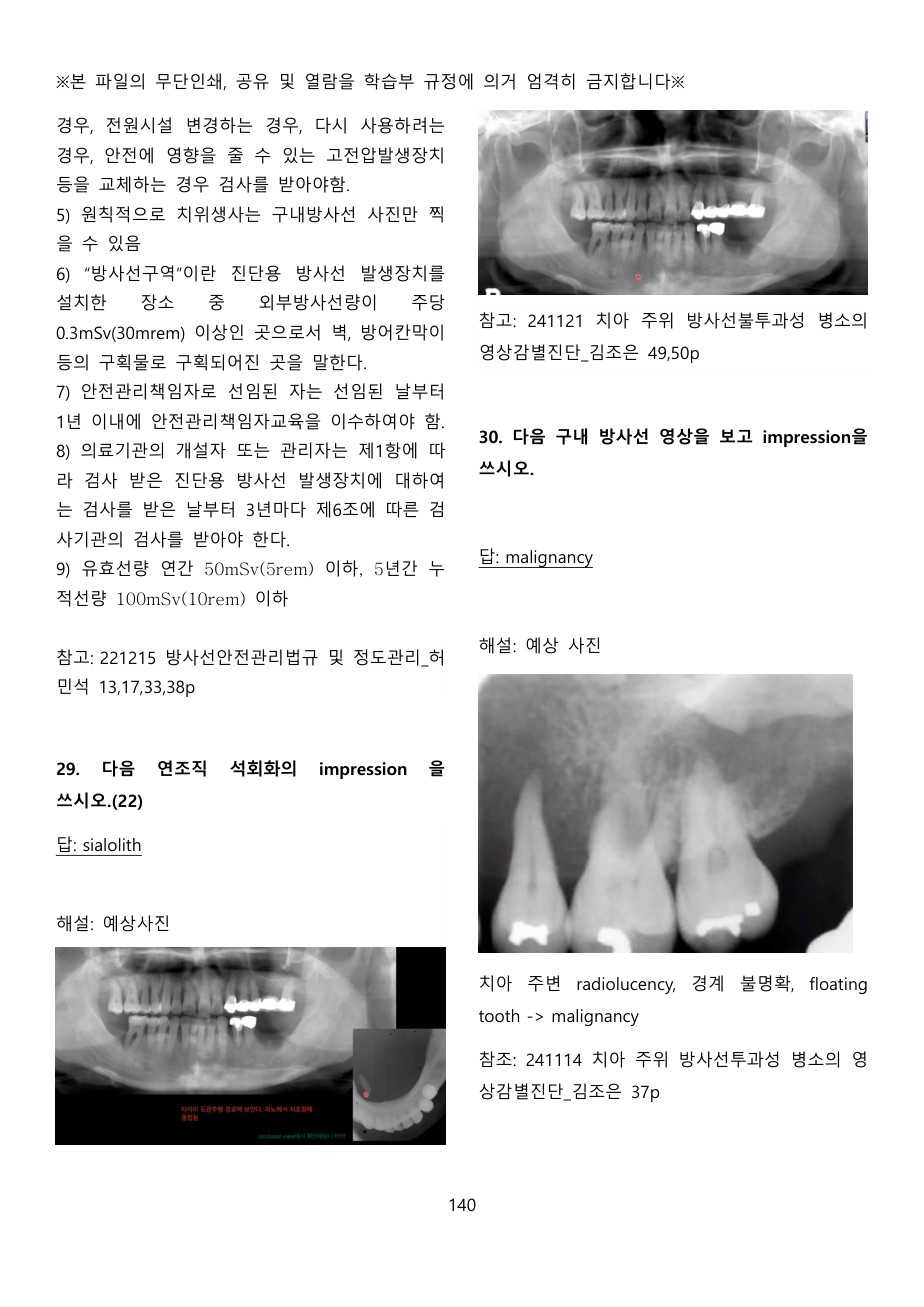 ※본 파일의 무단인쇄, 공유 및 열람을 학습부 규정에 의거 엄격히 금지합니다※
경우, 전원시설 변경하는 경우, 다시 사용하려는
경우, 안전에 영향을 줄 수 있는 고전압발생장치
등을 교체하는 경우 검사를 받아야함.
5) 원칙적으로 치위생사는 구내방사선 사진만 찍
을 수 있음
6) “방사선구역”이란 진단용 방사선 발생장치를
설치한 장소 중 외부방사선량이 주당
0.3mSv(30mrem) 이상인 곳으로서 벽, 방어칸막이
등의 구획물로 구획되어진 곳을 말한다.
7) 안전관리책임자로 선임된 자는 선임된 날부터
1년 이내에 안전관리책임자교육을 이수하여야 함.
8) 의료기관의 개설자 또는 관리자는 제1항에 따
라 검사 받은 진단용 방사선 발생장치에 대하여
는 검사를 받은 날부터 3년마다 제6조에 따른 검
사기관의 검사를 받아야 한다.
9) 유효선량 연간 50mSv(5rem) 이하, 5년간 누
적선량 100mSv(10rem) 이하
참고: 221215 방사선안전관리법규 및 정도관리_허
민석 13,17,33,38p
29. 다음 연조직 석회화의 impression 을
쓰시오.(22)
답: sialolith
해설: 예상사진
참고: 241121 치아 주위 방사선불투과성 병소의
영상감별진단_김조은 49,50p
30. 다음 구내 방사선 영상을 보고 impression을
쓰시오.
답: malignancy
해설: 예상 사진
치아 주변 radiolucency, 경계 불명확, floating
tooth -> malignancy
참조: 241114 치아 주위 방사선투과성 병소의 영
상감별진단_김조은 37p
140